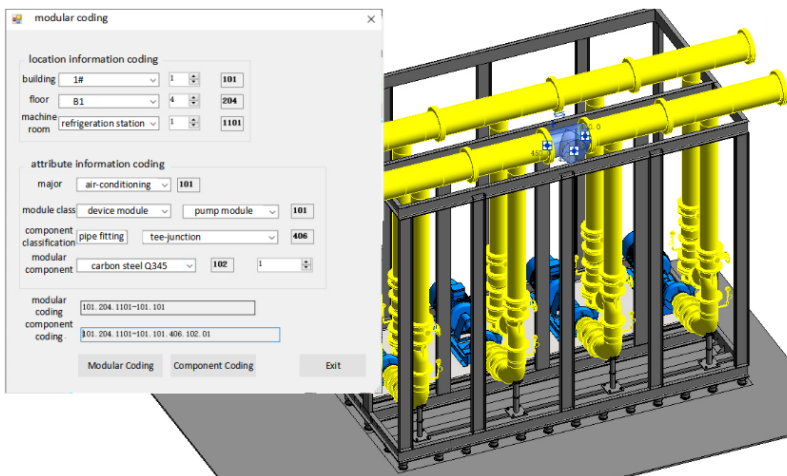 modular coding
location information coding
building 1# 1 101
floor B1 4 204
machine room refrigeration station 1 1101
attribute information coding
major air-conditioning 101
module class device module pump module 101
component classification pipe fitting tee-junction 406
modular component carbon steel Q345 102 1
modular coding 101.204.1101-101.101
component coding 101.204.1101-101.101.406.102.01
Modular Coding Component Coding Exit